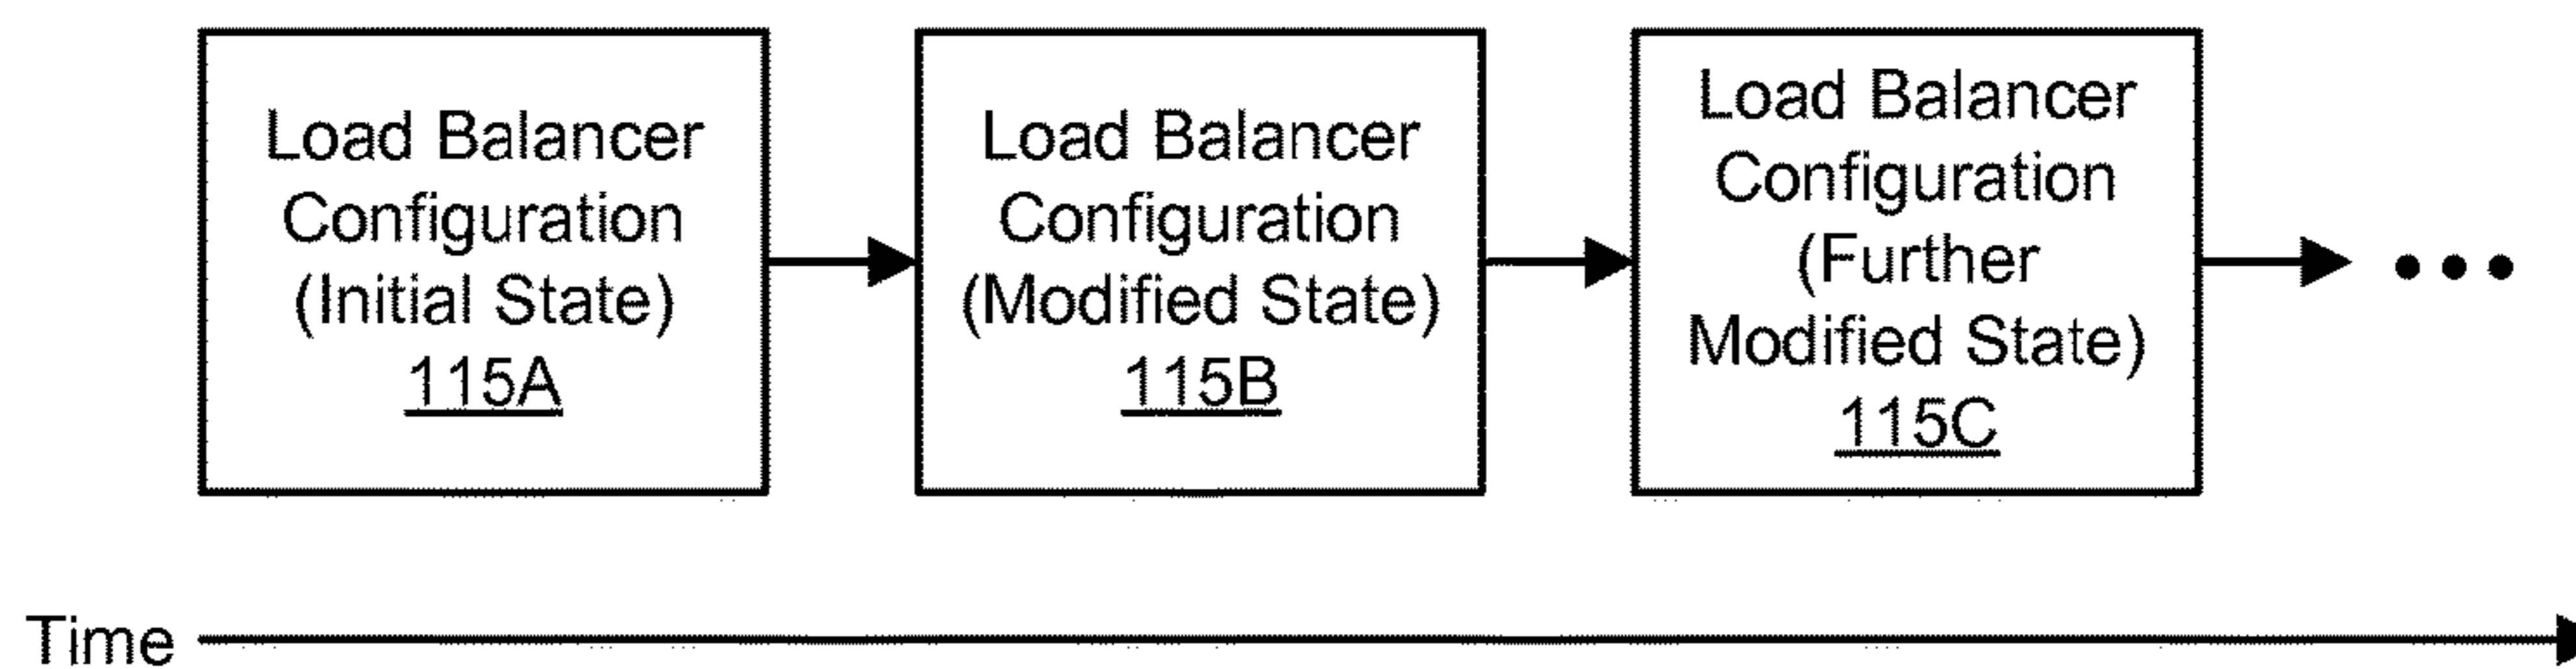 Load Balancer
Configuration
(Initial State)
115A
Load Balancer
Configuration
(Modified State)
115B
Load Balancer
Configuration
(Further
Modified State)
115C
Time